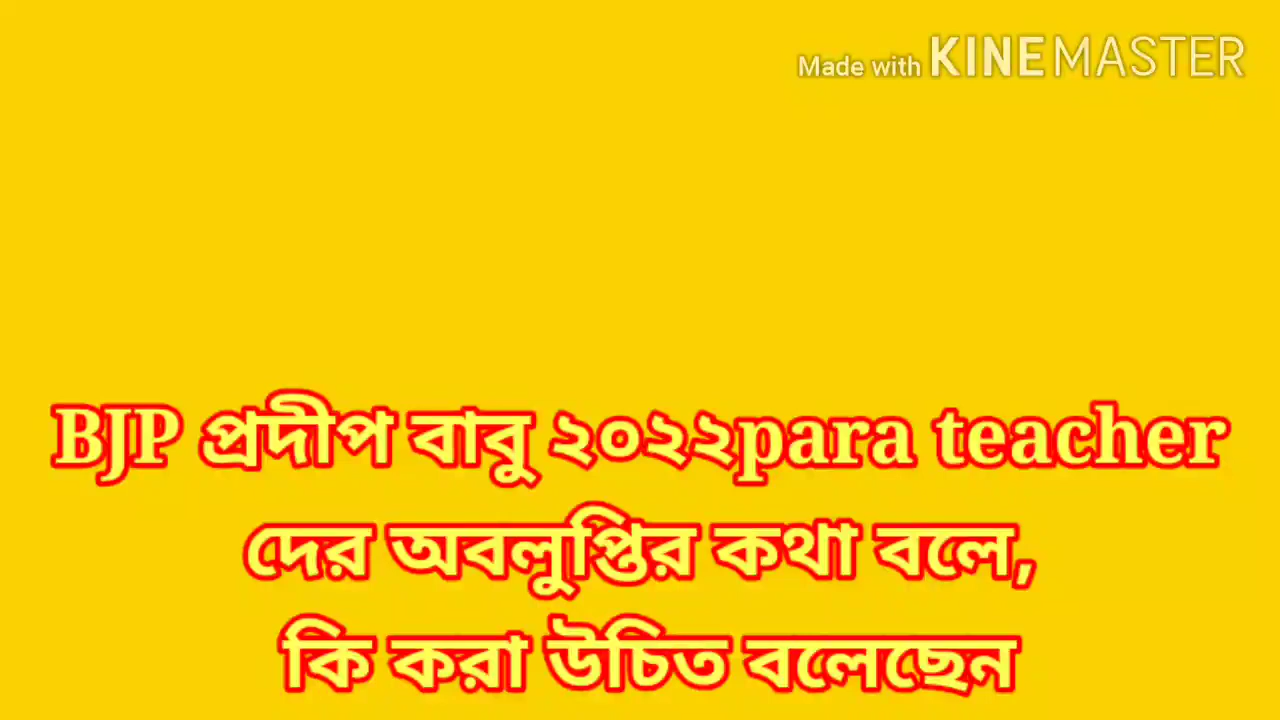 Made with KINEMASTER
BJP প্রদীপ বাবু ২০২২para teacher
দের অবলুপ্তির কথা বলে,
কি করা উচিত বলেছেন